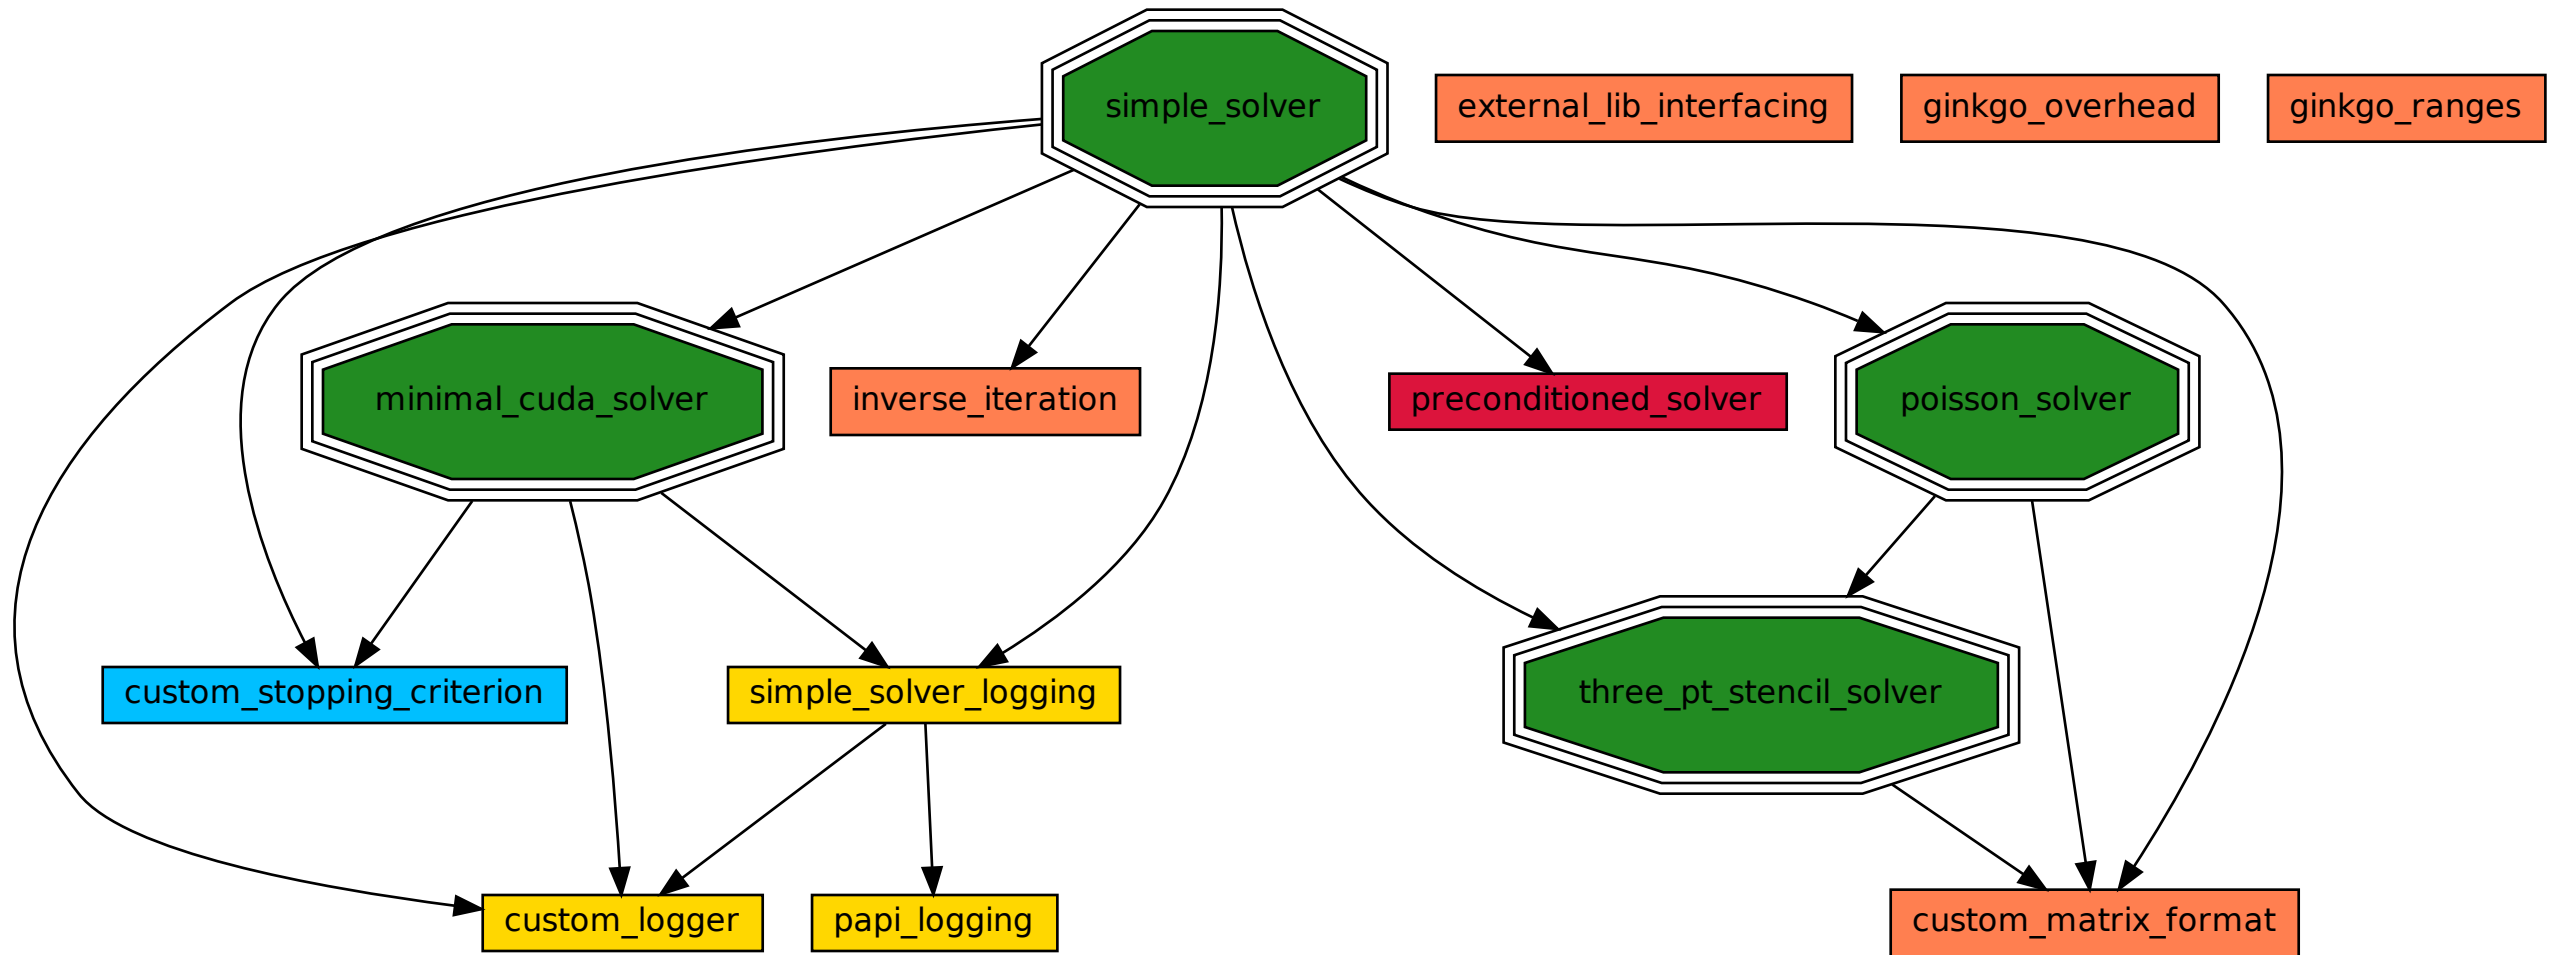 simple_solver
external_lib_interfacing
ginkgo_overhead
ginkgo_ranges
minimal_cuda_solver
inverse_iteration
preconditioned_solver
poisson_solver
custom_stopping_criterion
simple_solver_logging
three_pt_stencil_solver
custom_logger
papi_logging
custom_matrix_format